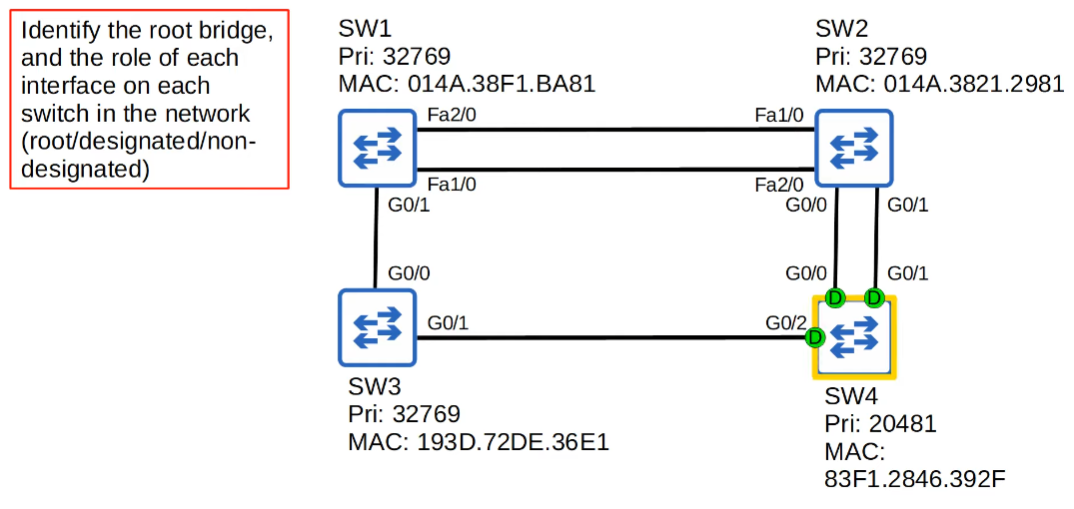 Identify the root bridge,
and the role of each
interface on each
switch in the network
(root/designated/non-
designated)
SW1
Pri: 32769
MAC: 014A.38F1.BA81
SW2
Pri: 32769
MAC: 014A.3821.2981
Fa2/0
Fa1/0
Fa1/0
Fa2/0
G0/1
G0/0
G0/1
G0/0
G0/0
G0/1
D
D
G0/1
G0/2
D
SW3
Pri: 32769
MAC: 193D.72DE.36E1
SW4
Pri: 20481
MAC:
83F1.2846.392F